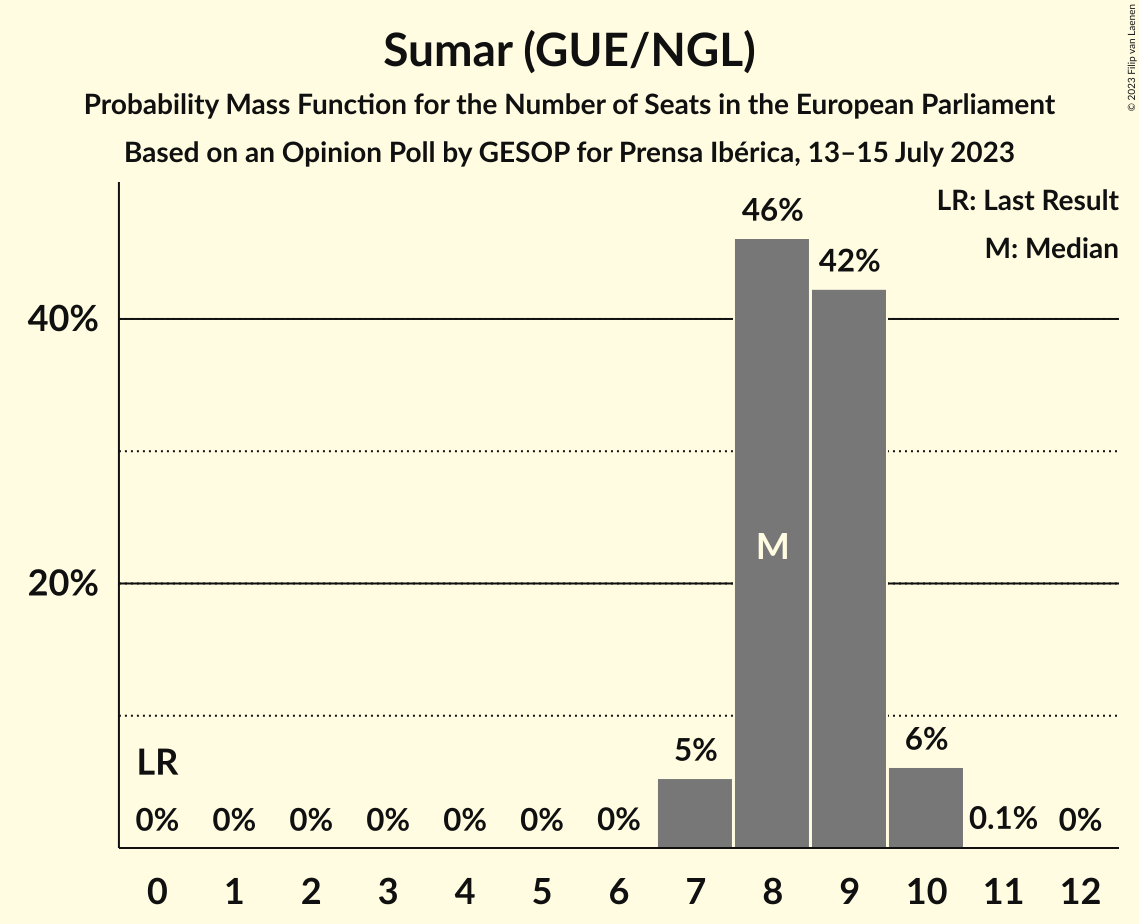 Sumar (GUE/NGL)
Probability Mass Function for the Number of Seats in the European Parliament
Based on an Opinion Poll by GESOP for Prensa Ibérica, 13–15 July 2023
© 2023 Filip van Laenen
LR: Last Result
M: Median
46%
42%
40%
M
20%
LR
5%
6%
0% 0% 0% 0% 0% 0% 0% 0.1% 0%
0 1 2 3 4 5 6 7 8 9 10 11 12